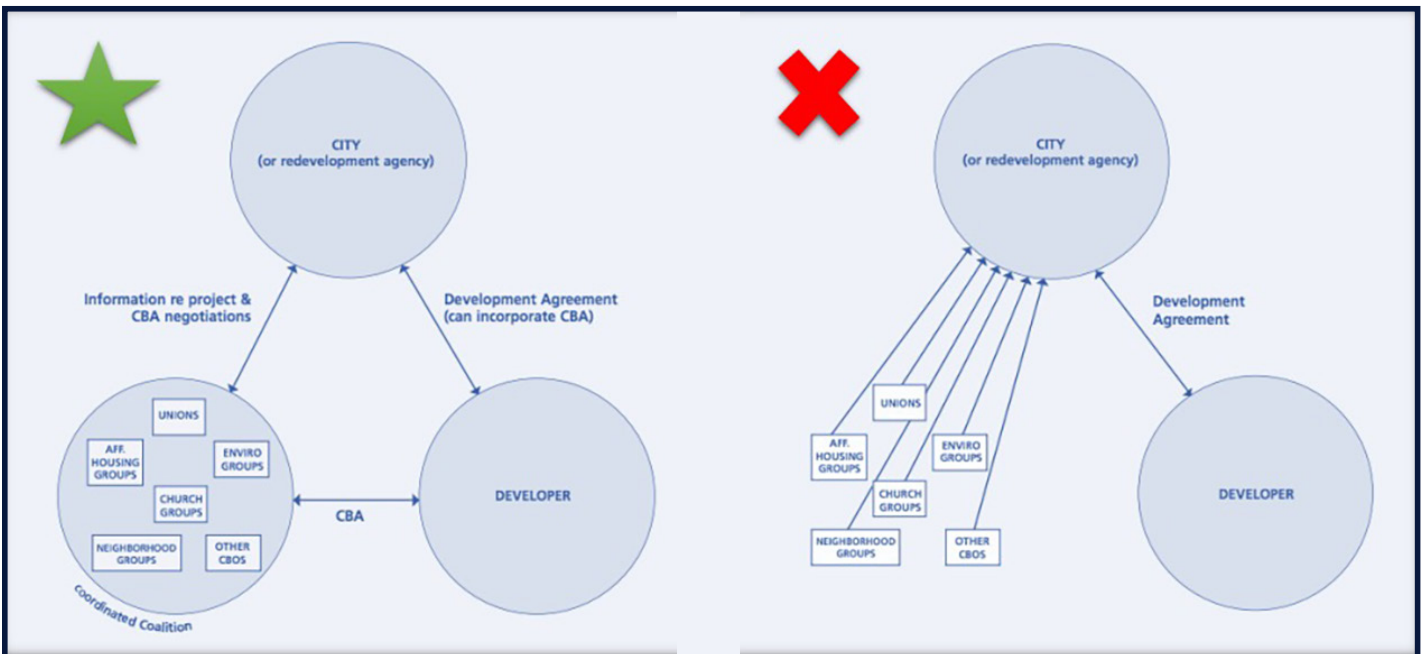 CITY
(or redevelopment agency)
Information re project &
CBA negotiations
Development Agreement
(can incorporate CBA)
UNIONS
AFF.
HOUSING
GROUPS
ENVIRO
GROUPS
CHURCH
GROUPS
NEIGHBORHOOD
GROUPS
OTHER
CBOS
coordinated Coalition
CBA
DEVELOPER
CITY
(or redevelopment agency)
Development
Agreement
UNIONS
AFF.
HOUSING
GROUPS
ENVIRO
GROUPS
CHURCH
GROUPS
NEIGHBORHOOD
GROUPS
OTHER
CBOS
DEVELOPER